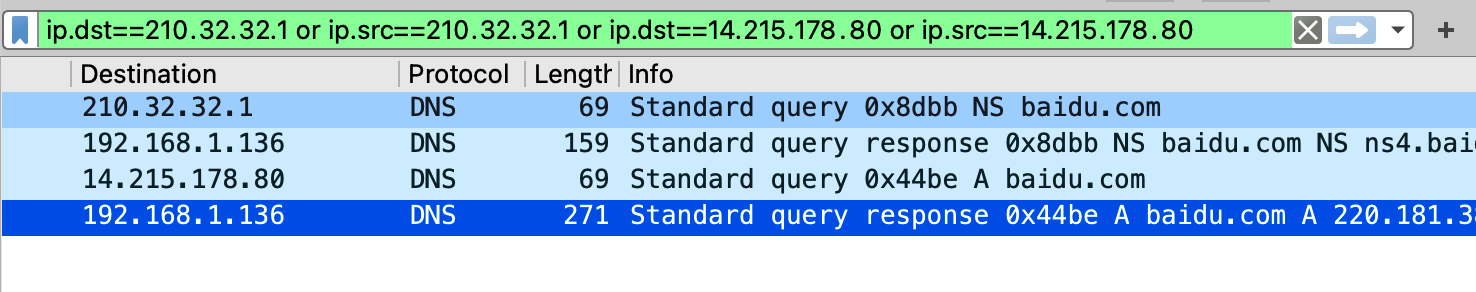 ip.dst==210.32.32.1 or ip.src==210.32.32.1 or ip.dst==14.215.178.80 or ip.src==14.215.178.80
Destination Protocol Length Info
210.32.32.1 DNS 69 Standard query 0x8dbb NS baidu.com
192.168.1.136 DNS 159 Standard query response 0x8dbb NS baidu.com NS ns4.bai
14.215.178.80 DNS 69 Standard query 0x44be A baidu.com
192.168.1.136 DNS 271 Standard query response 0x44be A baidu.com A 220.181.38